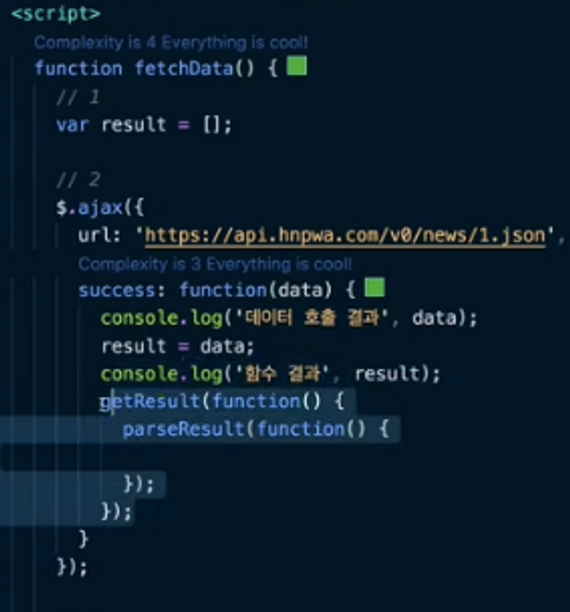 <script>
Complexity is 4 Everything is cool!
function fetchData() {
// 1
var result = [];
// 2
$.ajax({
url: 'https://api.hnpwa.com/v0/news/1.json',
Complexity is 3 Everything is cool!
success: function(data) {
console.log('데이터 호출 결과', data);
result = data;
console.log('함수 결과', result);
getResult(function() {
parseResult(function() {
});
});
}
});